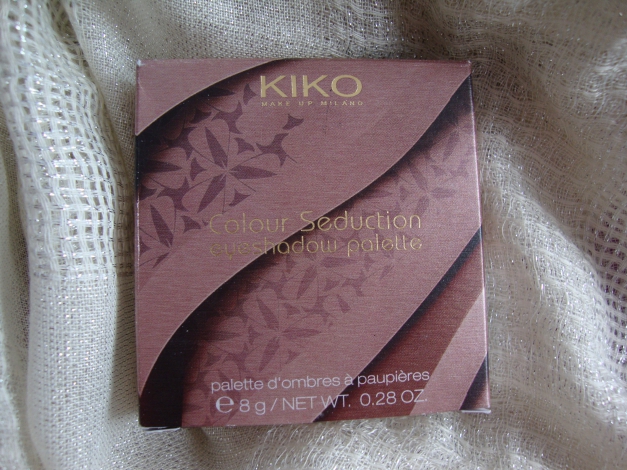 KIKO
MAKE UP MILANO
Colour Seduction
eyeshadow palette
palette d'ombres à paupières
℮ 8 g / NET WT. 0.28 OZ.